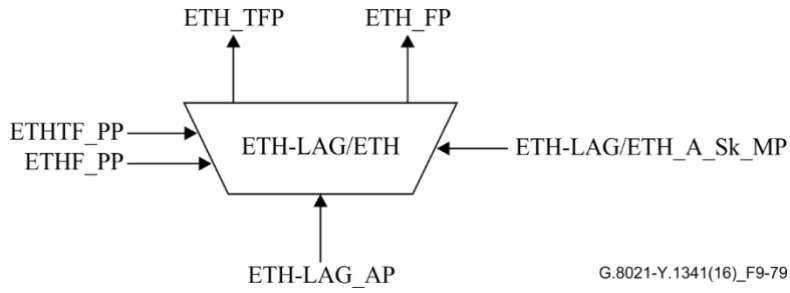 ETH_TFP
ETH_FP
ETHTF_PP
ETHF_PP
ETH-LAG/ETH
ETH-LAG/ETH_A_Sk_MP
ETH-LAG_AP
G.8021-Y.1341(16)_F9-79